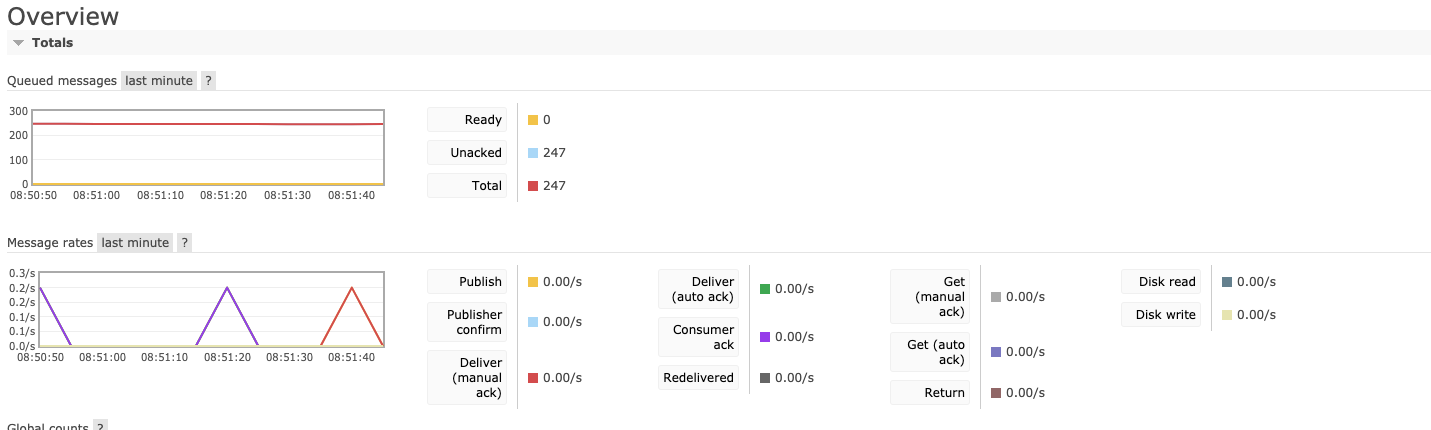 Overview
Totals
Queued messages last minute ?
300
200
100
0
08:50:50 08:51:00 08:51:10 08:51:20 08:51:30 08:51:40
Ready 0
Unacked 247
Total 247
Message rates last minute ?
0.3/s
0.2/s
0.2/s
0.1/s
0.1/s
0.0/s
08:50:50 08:51:00 08:51:10 08:51:20 08:51:30 08:51:40
Publish 0.00/s
Publisher
confirm 0.00/s
Deliver
(manual
ack) 0.00/s
Deliver
(auto ack) 0.00/s
Consumer
ack 0.00/s
Redelivered 0.00/s
Get
(manual
ack) 0.00/s
Get (auto
ack) 0.00/s
Return 0.00/s
Disk read 0.00/s
Disk write 0.00/s
Global counts ?